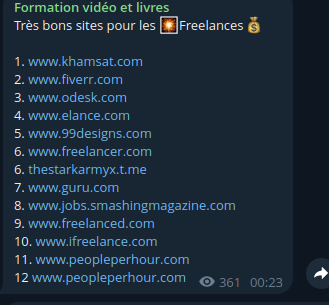 Formation vidéo et livres
Très bons sites pour les 💥Freelances 💰
1. www.khamsat.com
2. www.fiverr.com
3. www.odesk.com
4. www.elance.com
5. www.99designs.com
6. www.freelancer.com
6. thestarkarmyx.t.me
7. www.guru.com
8. www.jobs.smashingmagazine.com
9. www.freelanced.com
10. www.ifreelance.com
11. www.peopleperhour.com
12 www.peopleperhour.com 361 00:23